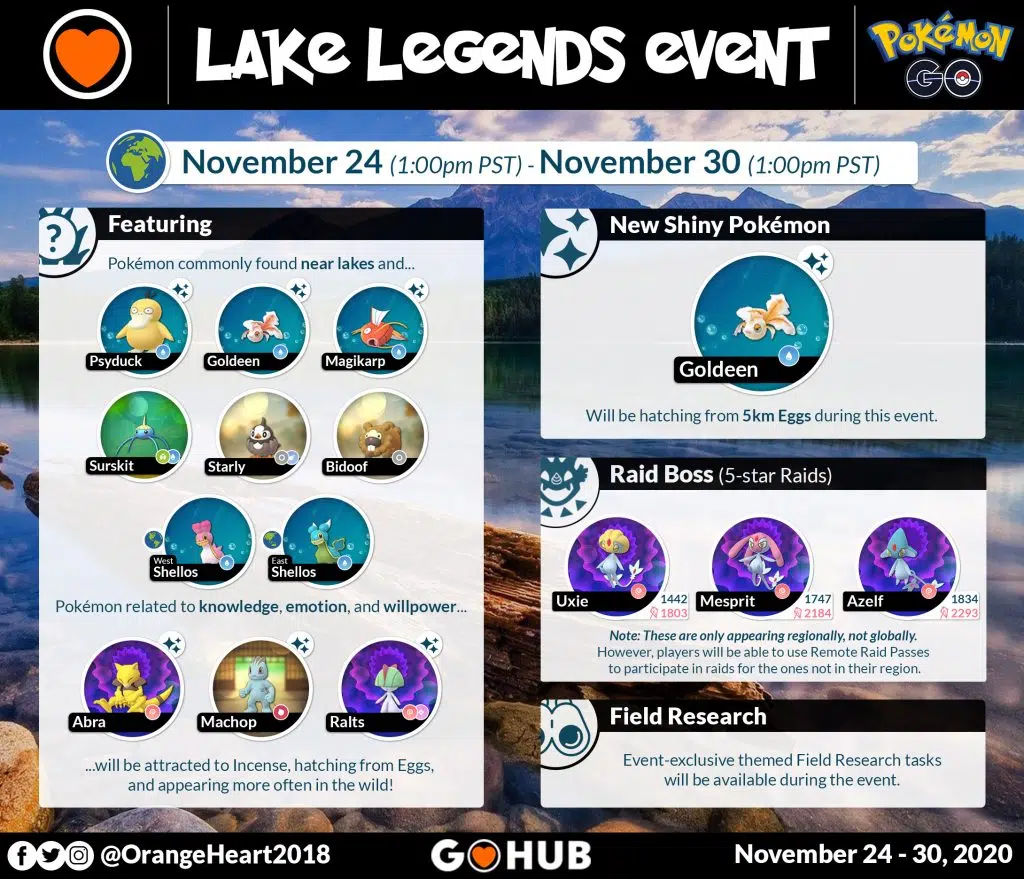 LAKE LEGENDS EVENT
POKÉMON
GO
November 24 (1:00pm PST) - November 30 (1:00pm PST)
?
Featuring
Pokémon commonly found near lakes and...
Psyduck
Goldeen
Magikarp
Surskit
Starly
Bidoof
West
Shellos
East
Shellos
Pokémon related to knowledge, emotion, and willpower...
Abra
Machop
Ralts
...will be attracted to Incense, hatching from Eggs,
and appearing more often in the wild!
New Shiny Pokémon
Goldeen
Will be hatching from 5km Eggs during this event.
Raid Boss (5-star Raids)
Uxie
1442
1803
Mesprit
1747
2184
Azelf
1834
2293
Note: These are only appearing regionally, not globally.
However, players will be able to use Remote Raid Passes
to participate in raids for the ones not in their region.
Field Research
Event-exclusive themed Field Research tasks
will be available during the event.
@OrangeHeart2018
GO HUB
November 24 - 30, 2020